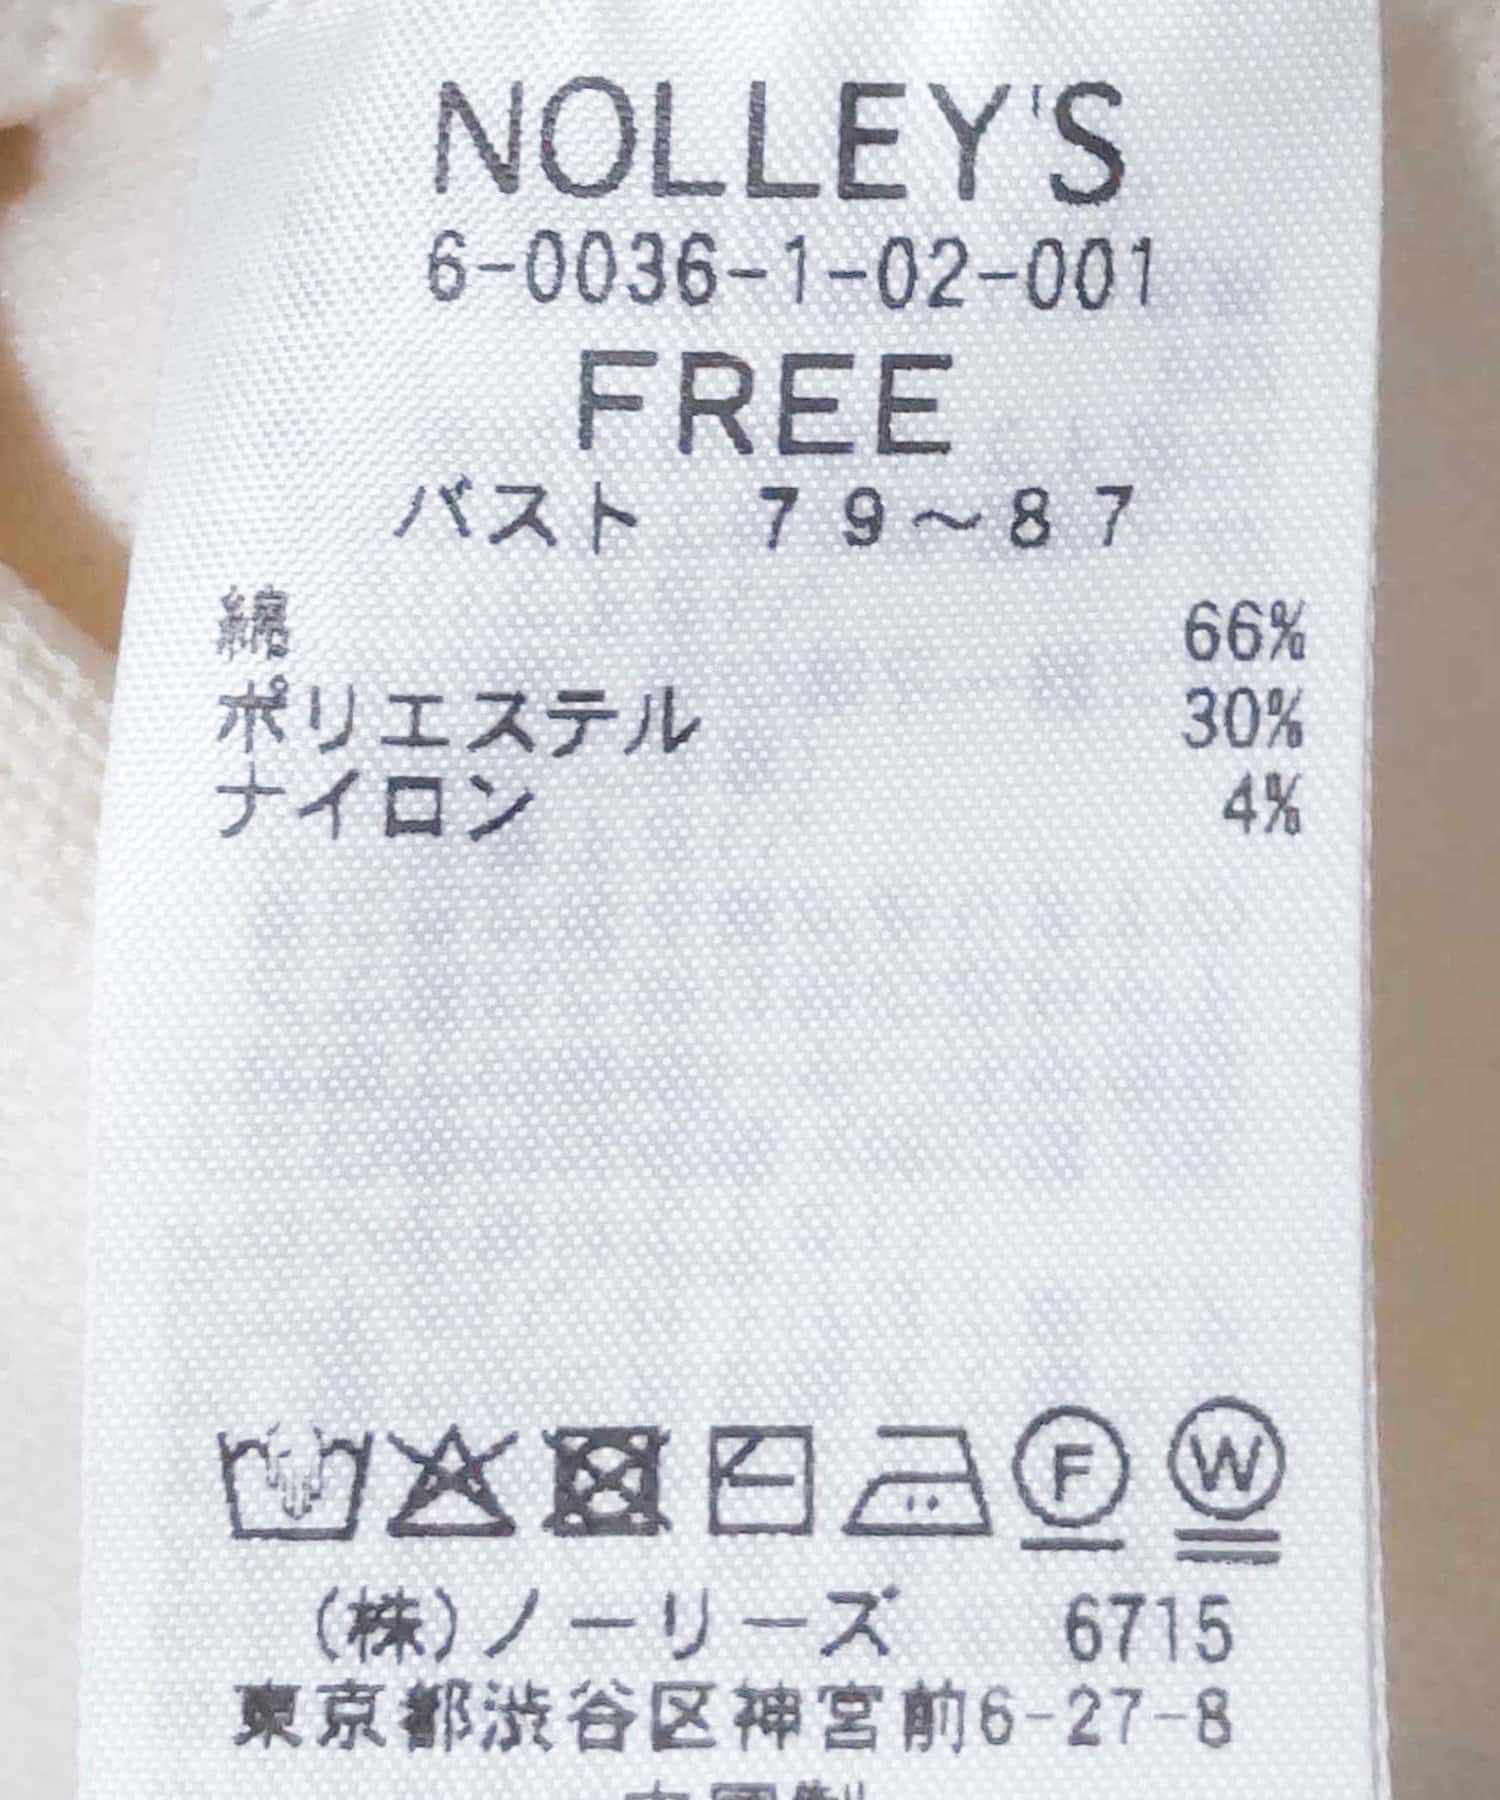 NOLLEY'S
6-0036-1-02-001
FREE
バスト 79〜87
綿 66%
ポリエステル 30%
ナイロン 4%
F W
(株)ノーリーズ 6715
東京都渋谷区神宮前6-27-8